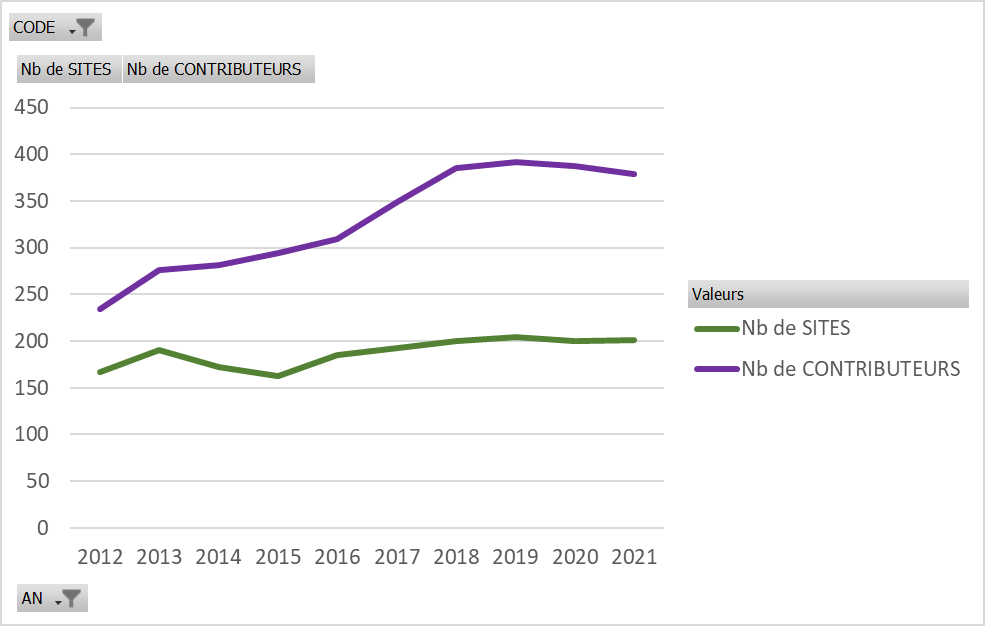 CODE
Nb de SITES Nb de CONTRIBUTEURS
450
400
350
300
250
200
150
100
50
0
2012 2013 2014 2015 2016 2017 2018 2019 2020 2021
Valeurs
Nb de SITES
Nb de CONTRIBUTEURS
AN